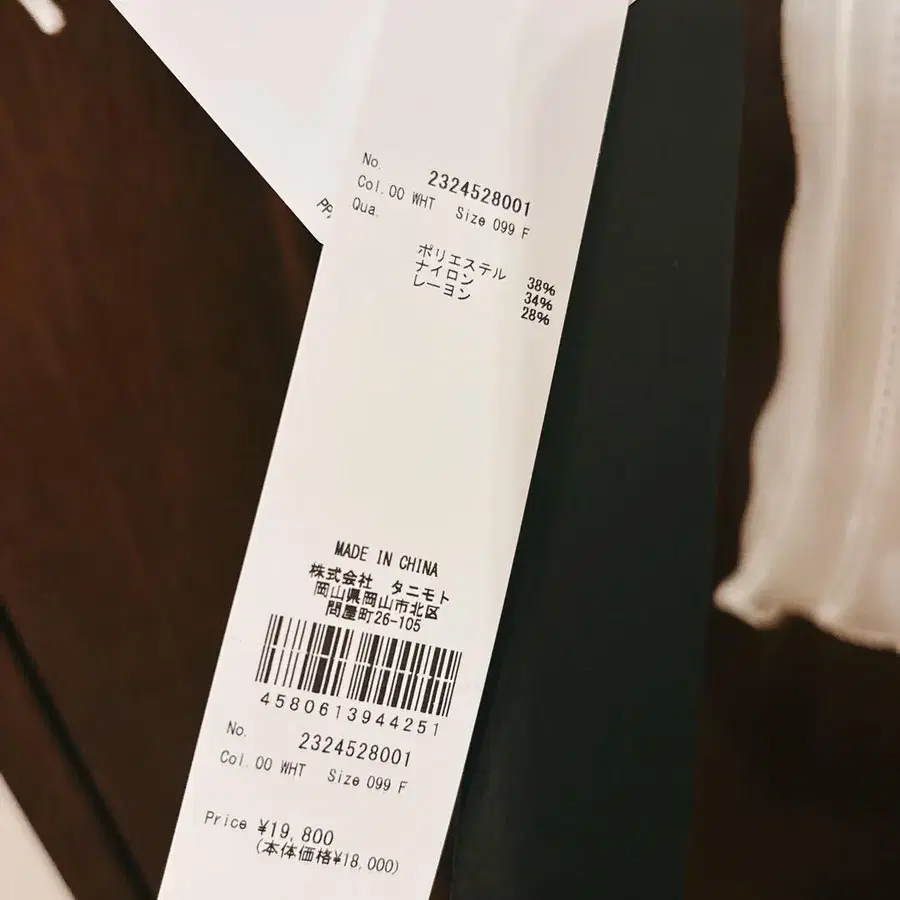 No. 2324528001
Col.00 WHT Size 099 F
Qua.
ポリエステル 38%
ナイロン 34%
レーヨン 28%
MADE IN CHINA
株式会社 タニモト
岡山県岡山市北区
問屋町26-105
4580613944251
No. 2324528001
Col.00 WHT Size 099 F
Price ¥19,800
(本体価格¥18,000)